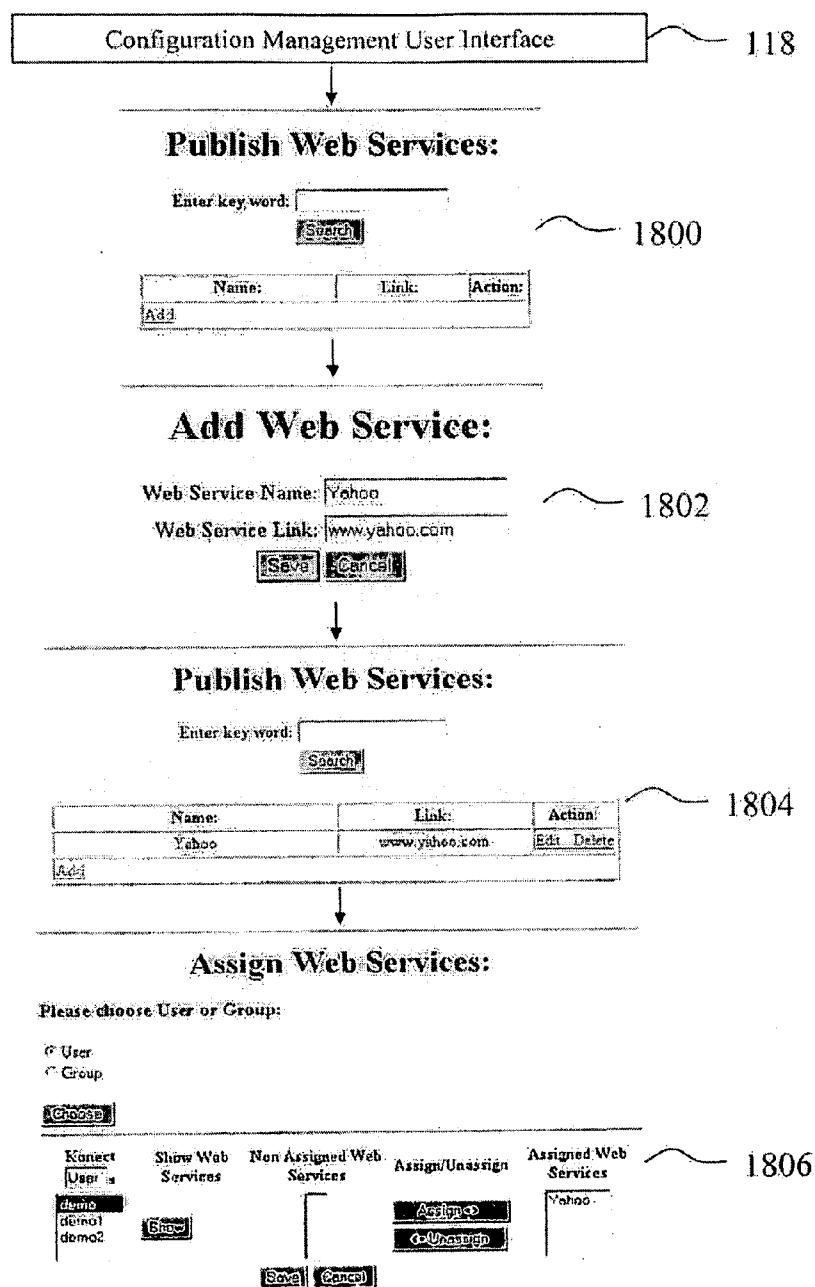 Configuration Management User Interface
118
Publish Web Services:
Enter key word:
Search
1800
Name: Link: Action:
Add
Add Web Service:
Web Service Name: Yahoo
1802
Web Service Link: www.yahoo.com
Save Cancel
Publish Web Services:
Enter key word:
Search
1804
Name: Link: Action:
Yahoo www.yahoo.com Edit Delete
Add
Assign Web Services:
Please choose User or Group:
User
Group
Choose
Konect Users
Show Web Services
Non Assigned Web Services
Assign/Unassign
Assigned Web Services
1806
demo
demo1
demo2
Show
Assign
Unassign
Yahoo
Save Cancel